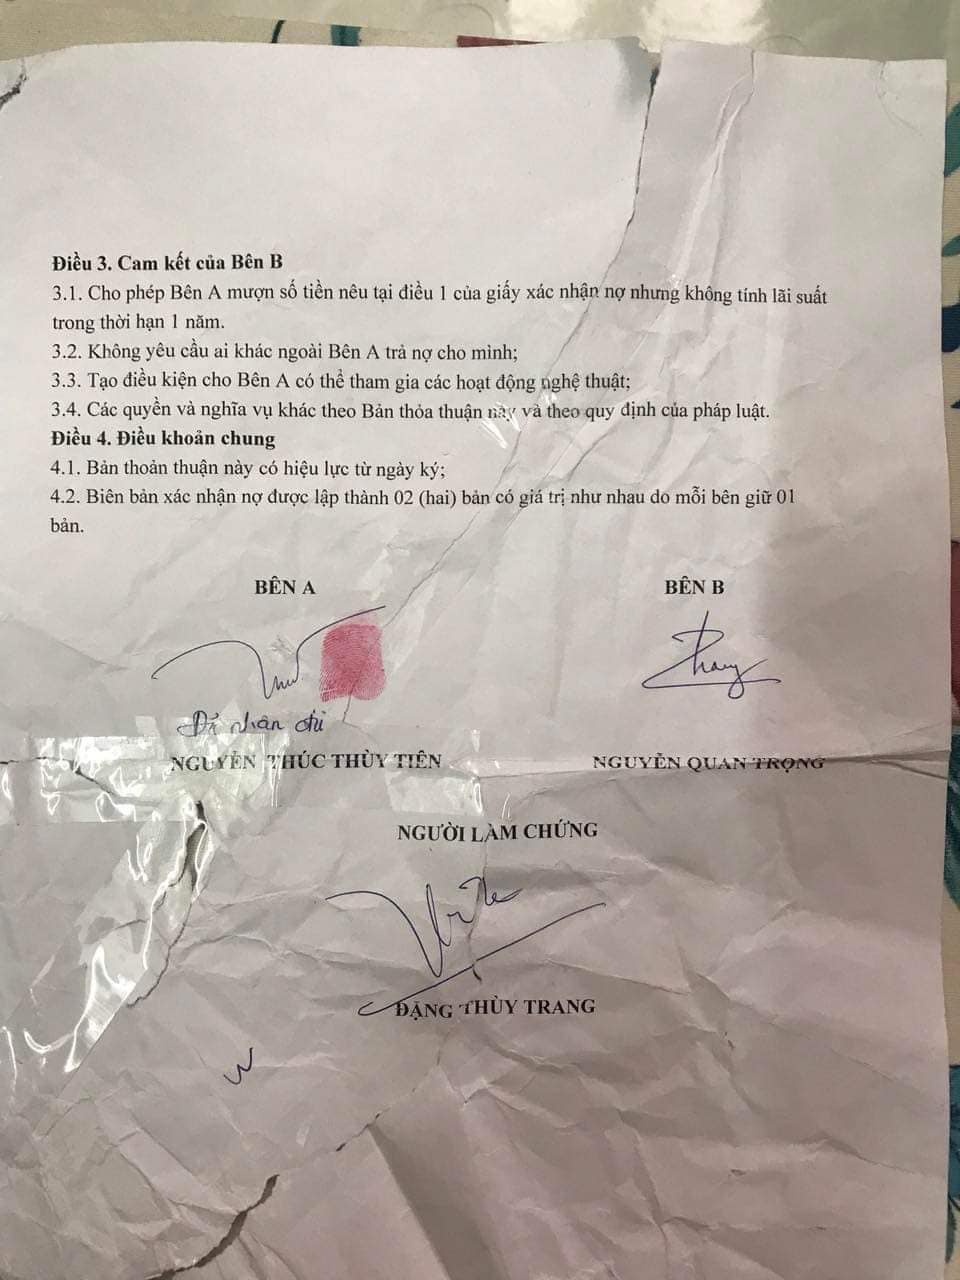 Điều 3. Cam kết của Bên B
3.1. Cho phép Bên A mượn số tiền nêu tại điều 1 của giấy xác nhận nợ nhưng không tính lãi suất
trong thời hạn 1 năm.
3.2. Không yêu cầu ai khác ngoài Bên A trả nợ cho mình;
3.3. Tạo điều kiện cho Bên A có thể tham gia các hoạt động nghệ thuật;
3.4. Các quyền và nghĩa vụ khác theo Bản thỏa thuận này và theo quy định của pháp luật.
Điều 4. Điều khoản chung
4.1. Bản thoản thuận này có hiệu lực từ ngày ký;
4.2. Biên bản xác nhận nợ được lập thành 02 (hai) bản có giá trị như nhau do mỗi bên giữ 01
bản.
BÊN A BÊN B
NGUYỄN THÚC THÙY TIÊN NGUYỄN QUAN TRỌNG
NGƯỜI LÀM CHỨNG
ĐẶNG THÙY TRANG